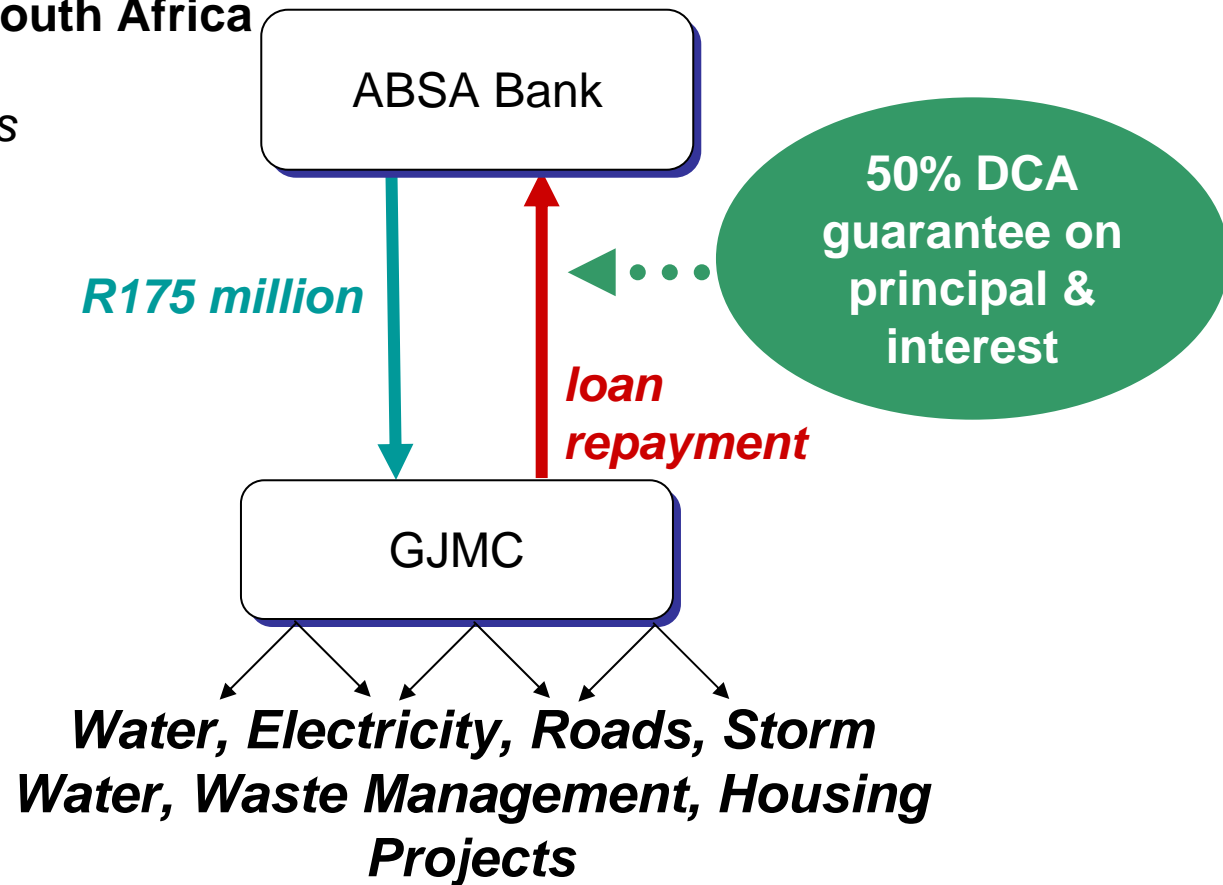 outh Africa
ABSA Bank
s
50% DCA
guarantee on
principal &
interest
R175 million
loan
repayment
GJMC
Water, Electricity, Roads, Storm
Water, Waste Management, Housing
Projects